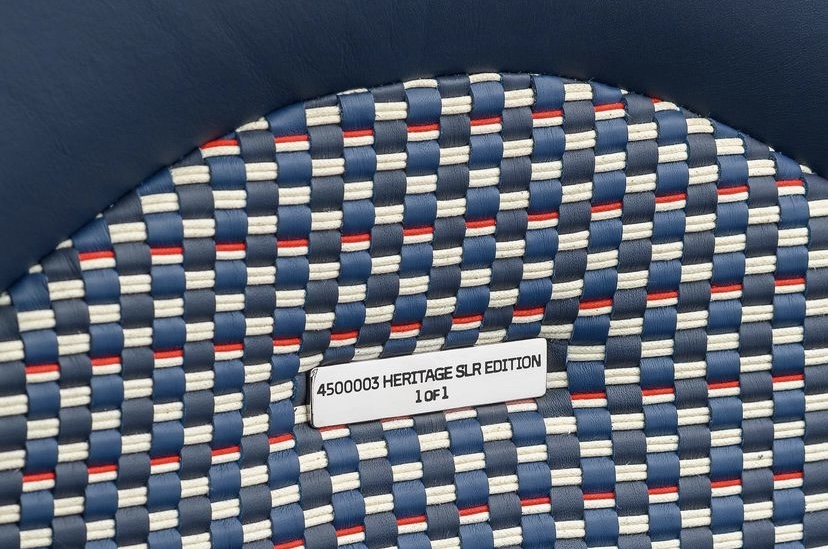 4500003 HERITAGE SLR EDITION
1 of 1